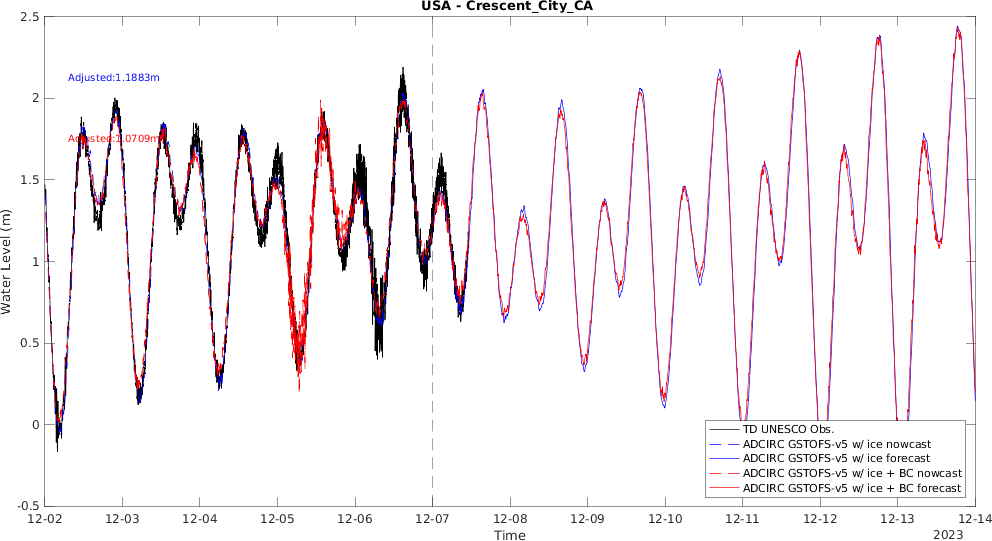 USA - Crescent_City_CA
2.5
2
1.5
1
0.5
0
-0.5
Water Level (m)
Adjusted:1.1883m
Adjusted:1.0709m
TD UNESCO Obs.
ADCIRC GSTOFS-v5 w/ ice nowcast
ADCIRC GSTOFS-v5 w/ ice forecast
ADCIRC GSTOFS-v5 w/ ice + BC nowcast
ADCIRC GSTOFS-v5 w/ ice + BC forecast
12-02 12-03 12-04 12-05 12-06 12-07 12-08 12-09 12-10 12-11 12-12 12-13 12-14
Time
2023